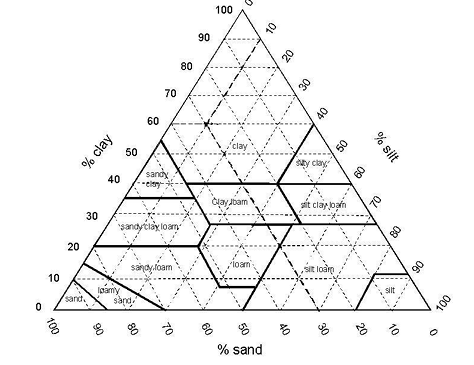 100
0
90
10
80
20
70
30
60
40
% clay
clay
% silt
50
50
silty clay
sandy
clay
40
60
Clay loam
silt clay loam
30
70
sandy clay loam
80
20
sandy loam
loam
silt loam
90
10
loamy
sand
sand
silt
0
100
100
90
80
70
60
50
40
30
20
10
0
% sand